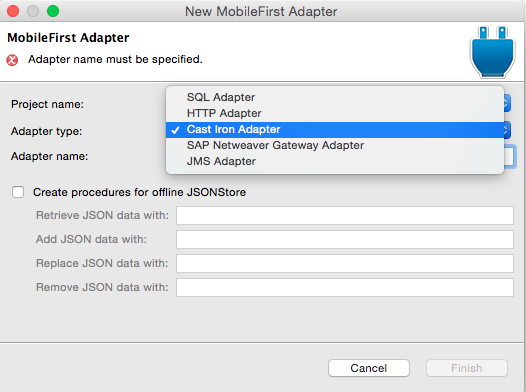 New MobileFirst Adapter
MobileFirst Adapter
Adapter name must be specified.
Project name:
SQL Adapter
HTTP Adapter
Adapter type:
✓ Cast Iron Adapter
SAP Netweaver Gateway Adapter
Adapter name:
JMS Adapter
Create procedures for offline JSONStore
Retrieve JSON data with:
Add JSON data with:
Replace JSON data with:
Remove JSON data with:
Cancel Finish